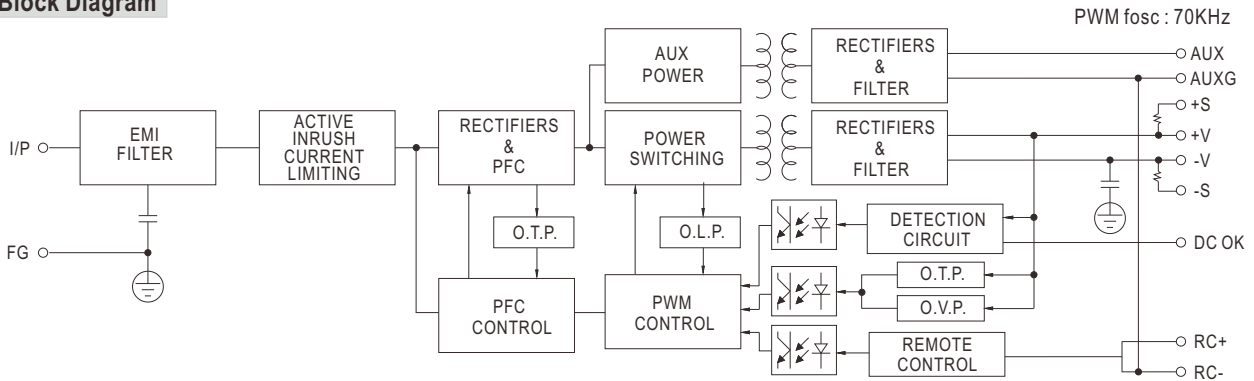 Block Diagram
PWM fosc : 70KHz
AUX
POWER
RECTIFIERS
&
FILTER
AUX
AUXG
+S
I/P
EMI
FILTER
ACTIVE
INRUSH
CURRENT
LIMITING
RECTIFIERS
&
PFC
POWER
SWITCHING
RECTIFIERS
&
FILTER
+V
-V
-S
FG
O.T.P.
O.L.P.
DETECTION
CIRCUIT
DC OK
PFC
CONTROL
PWM
CONTROL
O.T.P.
O.V.P.
REMOTE
CONTROL
RC+
RC-